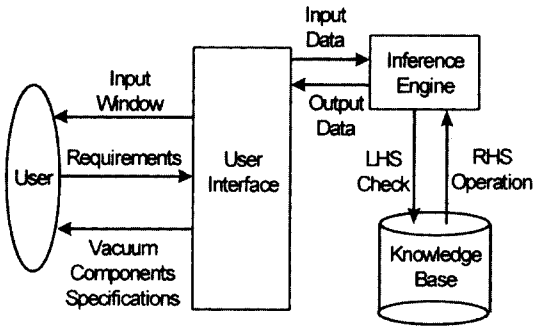 Input
Data
Inference
Engine
Output
Data
Input
Window
User
Requirements
User
Interface
LHS
Check
RHS
Operation
Vacuum
Components
Specifications
Knowledge
Base